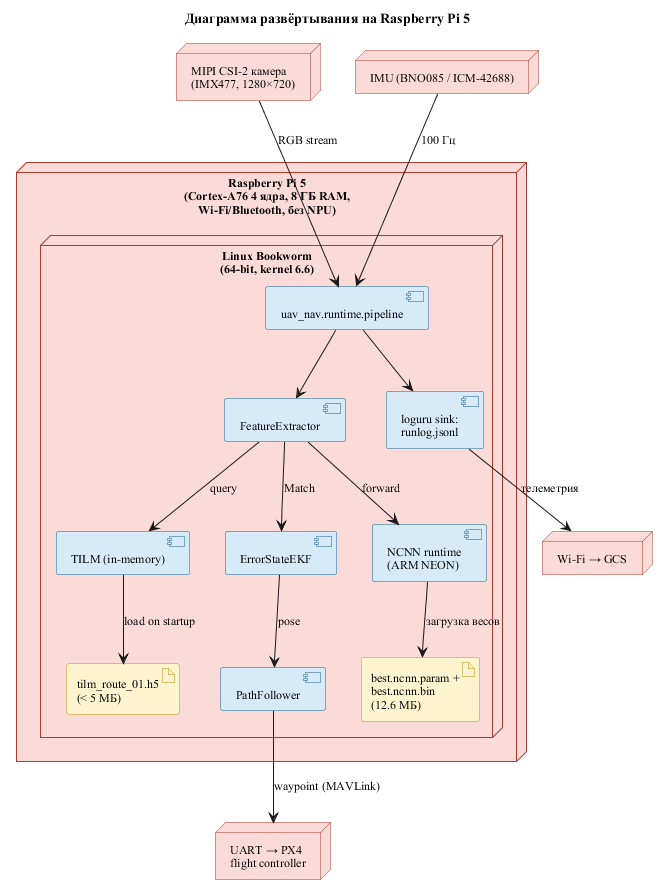 Диаграмма развёртывания на Raspberry Pi 5
MIPI CSI-2 камера
(IMX477, 1280×720)
IMU (BNO085 / ICM-42688)
RGB stream
100 Гц
Raspberry Pi 5
(Cortex-A76 4 ядра, 8 ГБ RAM,
Wi-Fi/Bluetooth, без NPU)
Linux Bookworm
(64-bit, kernel 6.6)
uav_nav.runtime.pipeline
FeatureExtractor
loguru sink:
runlog.jsonl
query
Match
forward
телеметрия
TILM (in-memory)
ErrorStateEKF
NCNN runtime
(ARM NEON)
Wi-Fi → GCS
load on startup
pose
загрузка весов
tilm_route_01.h5
(< 5 МБ)
PathFollower
best.ncnn.param +
best.ncnn.bin
(12.6 МБ)
waypoint (MAVLink)
UART → PX4
flight controller